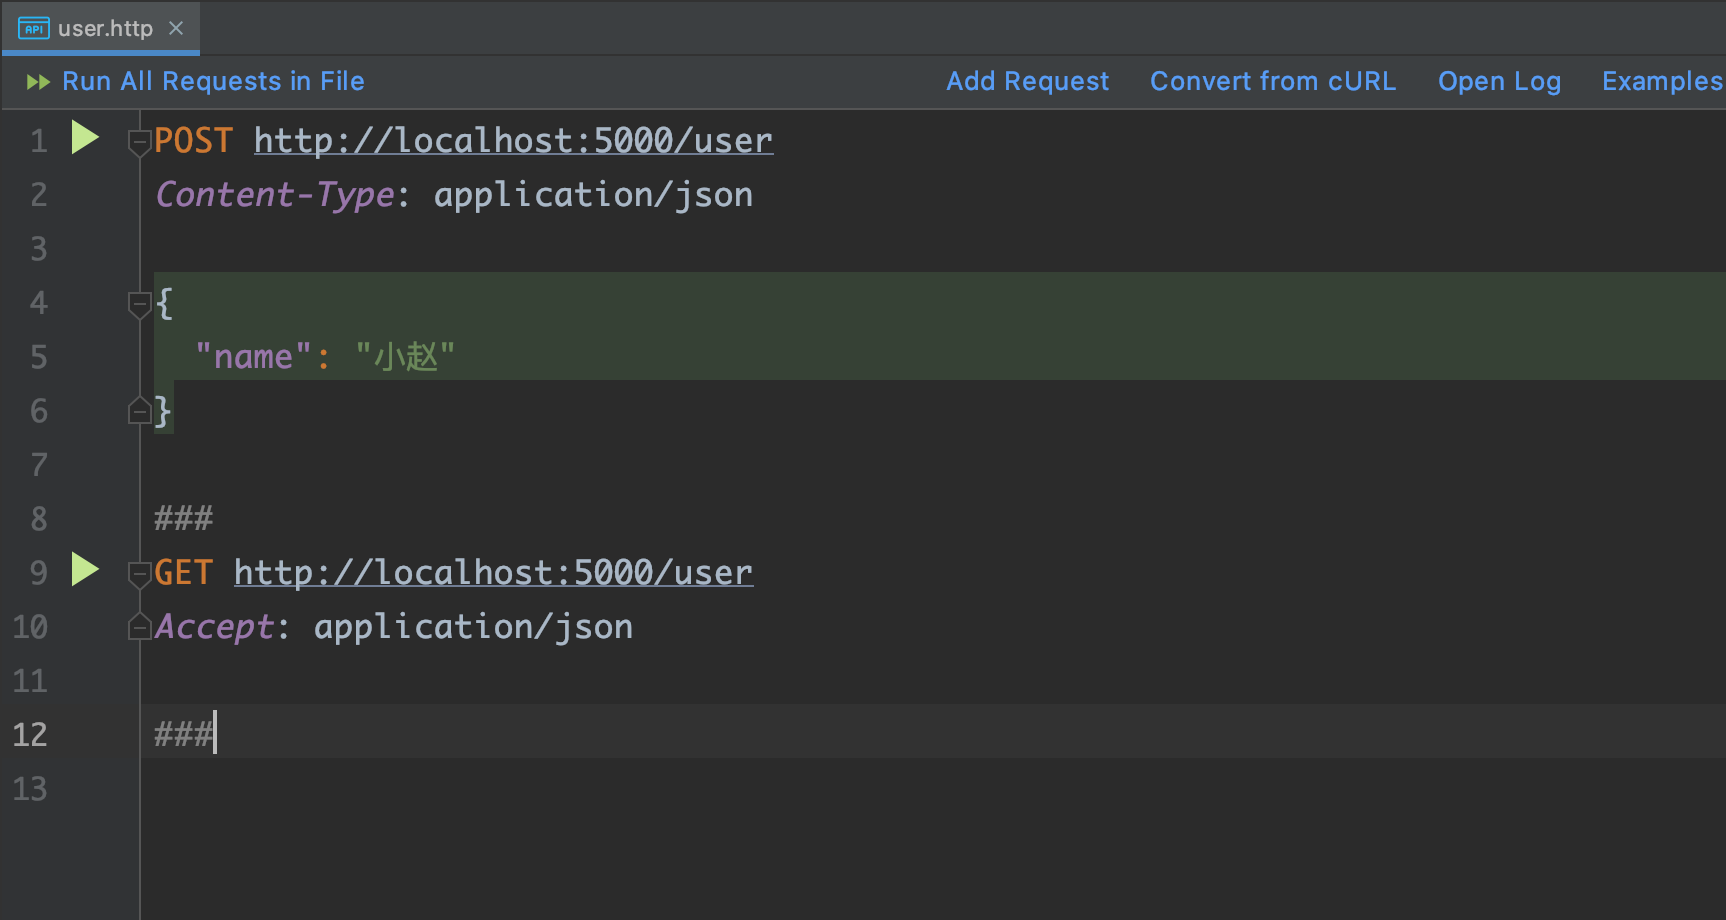 API user.http
Run All Requests in File Add Request Convert from cURL Open Log Examples
1 POST http://localhost:5000/user
2 Content-Type: application/json
3
4 {
5 "name": "小赵"
6 }
7
8 ###
9 GET http://localhost:5000/user
10 Accept: application/json
11
12 ###
13